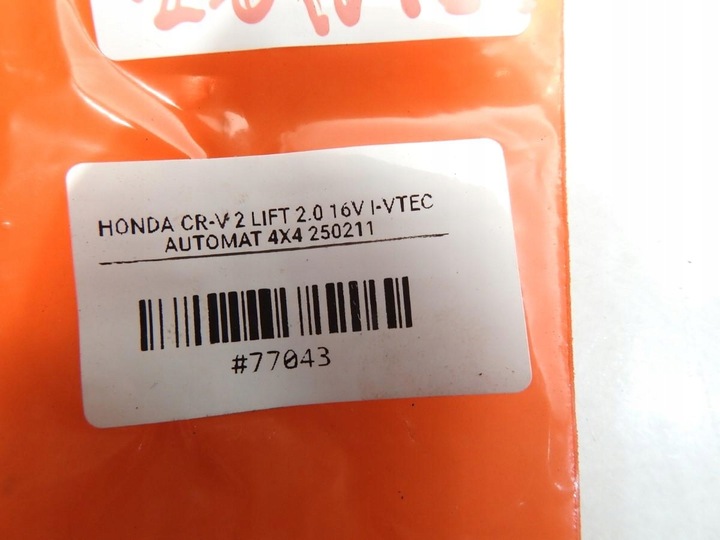 HONDA CR-V 2 LIFT 2.0 16V I-VTEC
AUTOMAT 4X4 250211
#77043